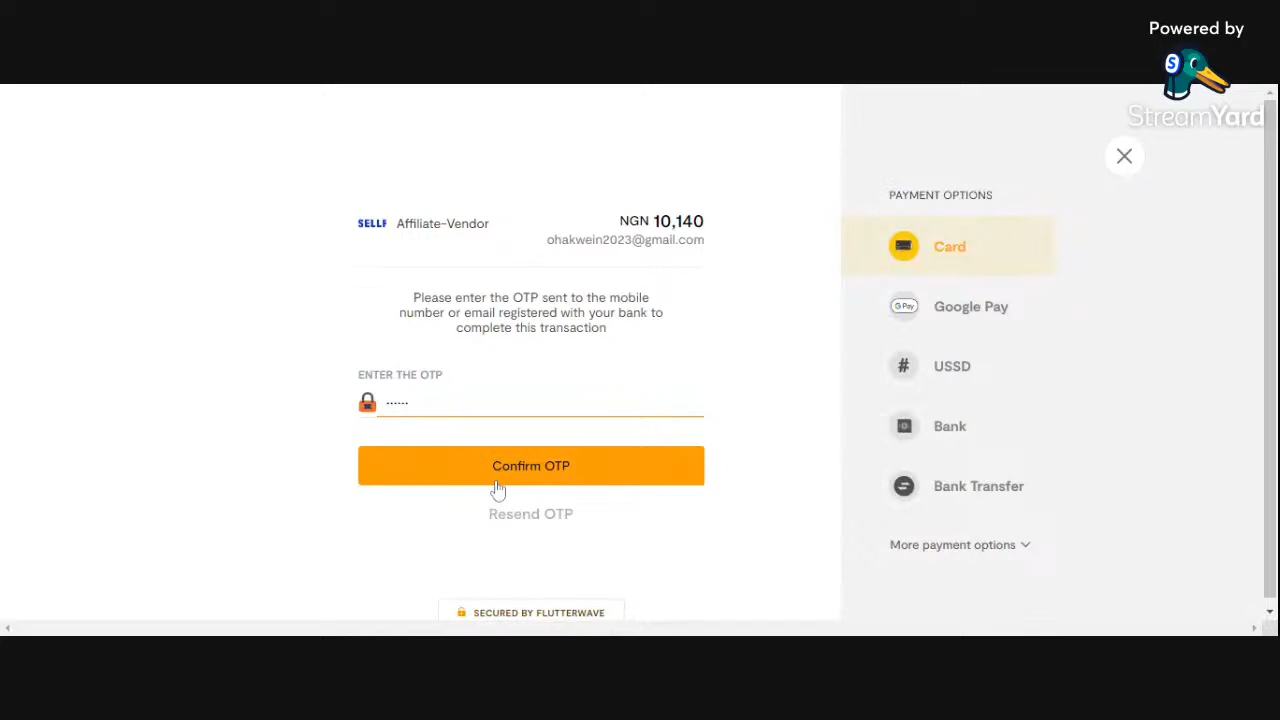 Powered by
StreamYard
SELLF Affiliate-Vendor
NGN 10,140
ohakwein2023@gmail.com
Please enter the OTP sent to the mobile
number or email registered with your bank to
complete this transaction
ENTER THE OTP
••••••
Confirm OTP
Resend OTP
SECURED BY FLUTTERWAVE
PAYMENT OPTIONS
Card
G Pay
Google Pay
#
USSD
Bank
Bank Transfer
More payment options